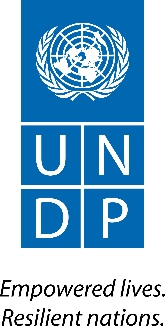 U N
D P
Empowered lives.
Resilient nations.